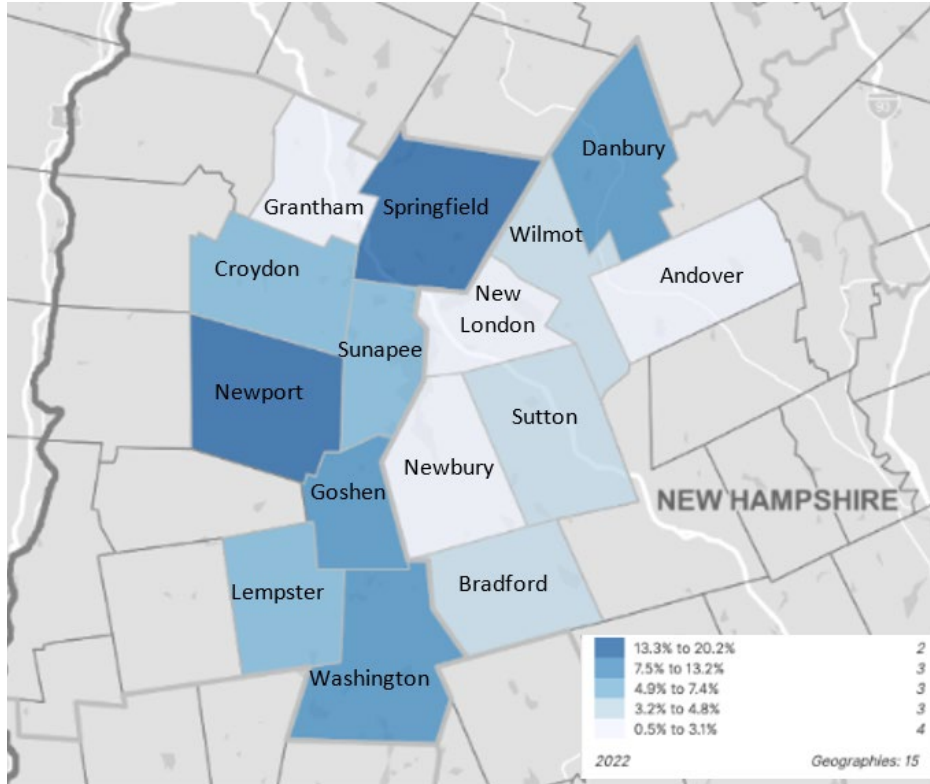 Danbury
Grantham
Springfield
Wilmot
Croydon
Andover
New
London
Sunapee
Newport
Sutton
Newbury
Goshen
NEW HAMPSHIRE
Lempster
Bradford
Washington
13.3% to 20.2% 2
7.5% to 13.2% 3
4.9% to 7.4% 3
3.2% to 4.8% 3
0.5% to 3.1% 4
2022 Geographies: 15